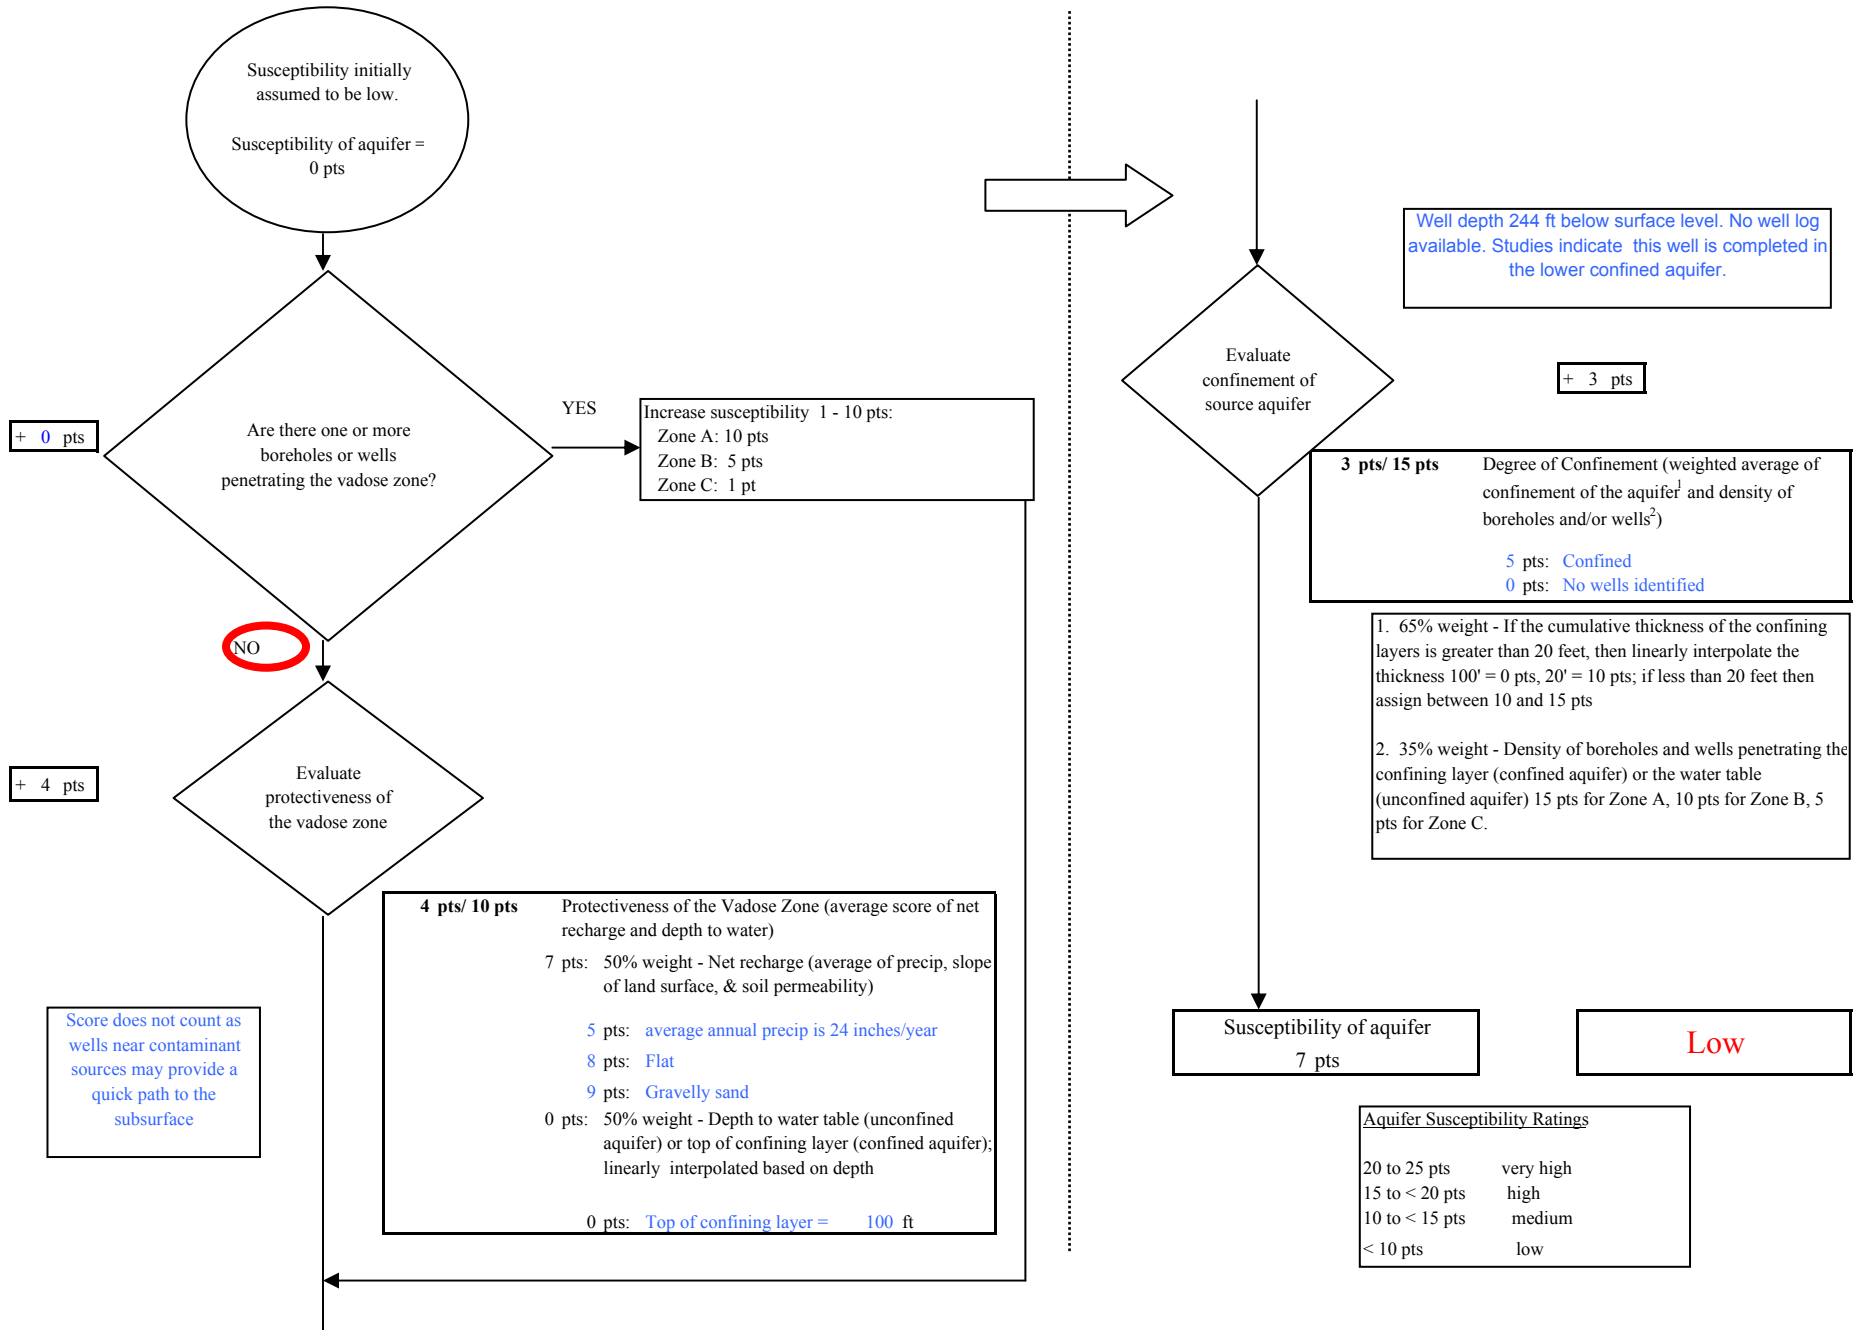 Susceptibility initially
assumed to be low.
Susceptibility of aquifer =
0 pts
+ 0 pts
Are there one or more
boreholes or wells
penetrating the vadose zone?
YES
Increase susceptibility 1 - 10 pts:
Zone A: 10 pts
Zone B: 5 pts
Zone C: 1 pt
NO
+ 4 pts
Evaluate
protectiveness of
the vadose zone
4 pts/ 10 pts Protectiveness of the Vadose Zone (average score of net
recharge and depth to water)
7 pts: 50% weight - Net recharge (average of precip, slope
of land surface, & soil permeability)
5 pts: average annual precip is 24 inches/year
8 pts: Flat
9 pts: Gravelly sand
0 pts: 50% weight - Depth to water table (unconfined
aquifer) or top of confining layer (confined aquifer);
linearly interpolated based on depth
0 pts: Top of confining layer = 100 ft
Score does not count as
wells near contaminant
sources may provide a
quick path to the
subsurface
Well depth 244 ft below surface level. No well log
available. Studies indicate this well is completed in
the lower confined aquifer.
Evaluate
confinement of
source aquifer
+ 3 pts
3 pts/ 15 pts Degree of Confinement (weighted average of
confinement of the aquifer1 and density of
boreholes and/or wells2)
5 pts: Confined
0 pts: No wells identified
1. 65% weight - If the cumulative thickness of the confining
layers is greater than 20 feet, then linearly interpolate the
thickness 100' = 0 pts, 20' = 10 pts; if less than 20 feet then
assign between 10 and 15 pts
2. 35% weight - Density of boreholes and wells penetrating the
confining layer (confined aquifer) or the water table
(unconfined aquifer) 15 pts for Zone A, 10 pts for Zone B, 5
pts for Zone C.
Susceptibility of aquifer
7 pts
Low
Aquifer Susceptibility Ratings
20 to 25 pts very high
15 to < 20 pts high
10 to < 15 pts medium
< 10 pts low